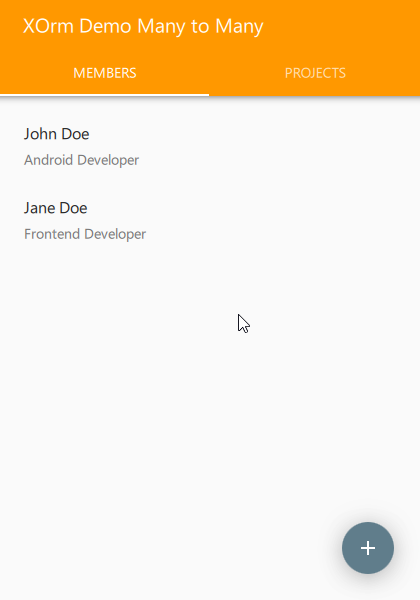 XOrm Demo Many to Many
MEMBERS PROJECTS
John Doe
Android Developer
Jane Doe
Frontend Developer